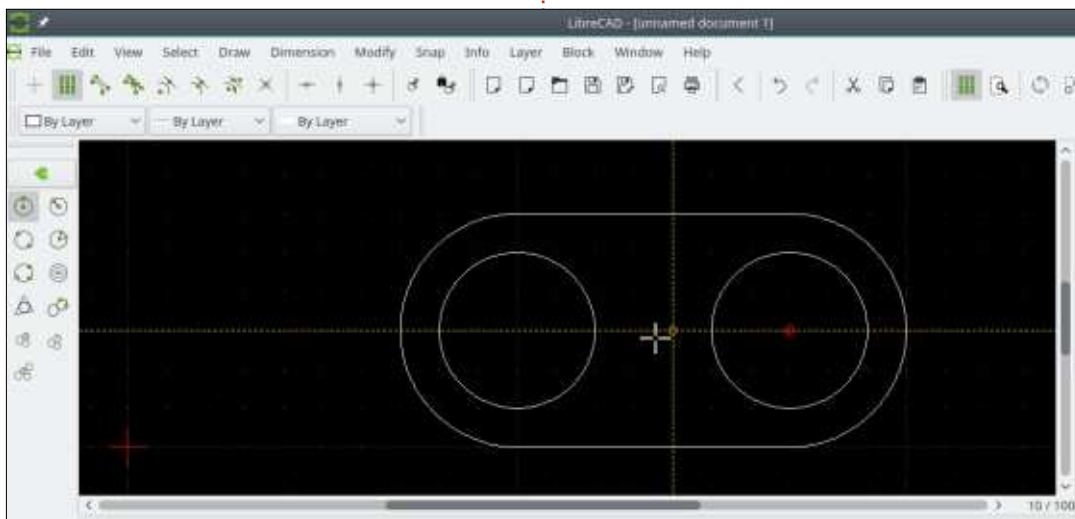 LibreCAD - [unnamed document 1]
File Edit View Select Draw Dimension Modify Snap Info Layer Block Window Help
By Layer By Layer By Layer
10 / 100